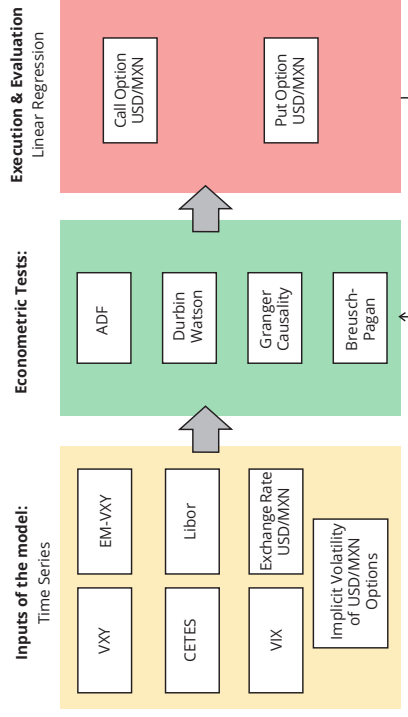 Inputs of the model:
Time Series
VXY
EM-VXY
CETES
Libor
VIX
Exchange Rate
USD/MXN
Implicit Volatility
of USD/MXN
Options
Econometric Tests:
ADF
Durbin
Watson
Granger
Causality
Breusch-
Pagan
Execution & Evaluation
Linear Regression
Call Option
USD/MXN
Put Option
USD/MXN